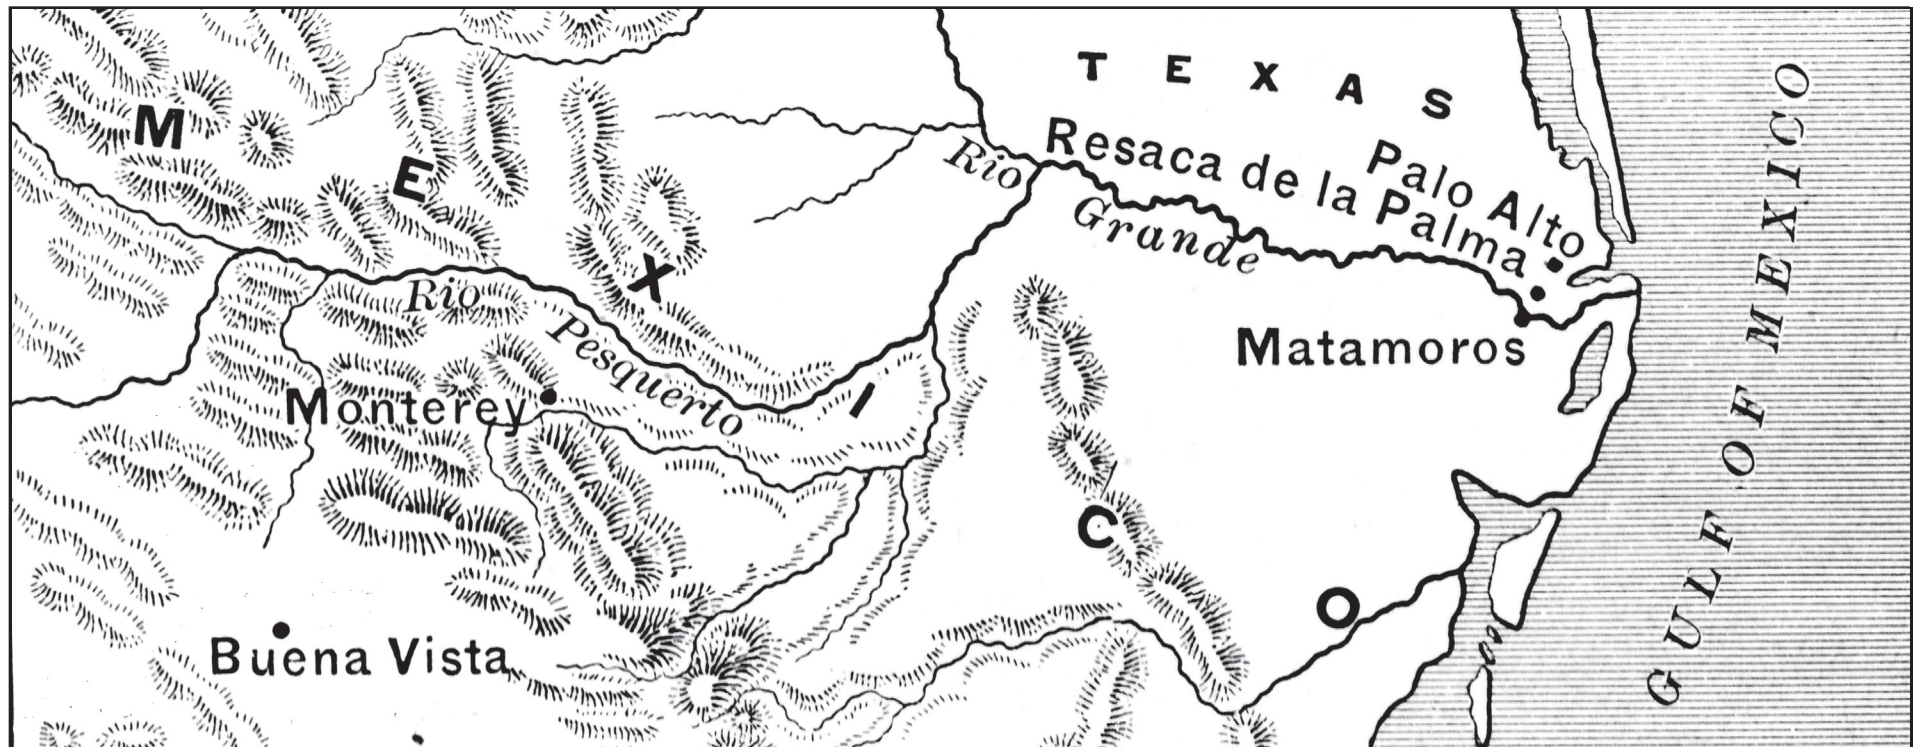 TEXAS
MEXICO
Rio Grande
Resaca de la Palma
Palo Alto
Matamoros
Rio Pesquerto
Monterey
Buena Vista
GULF OF MEXICO